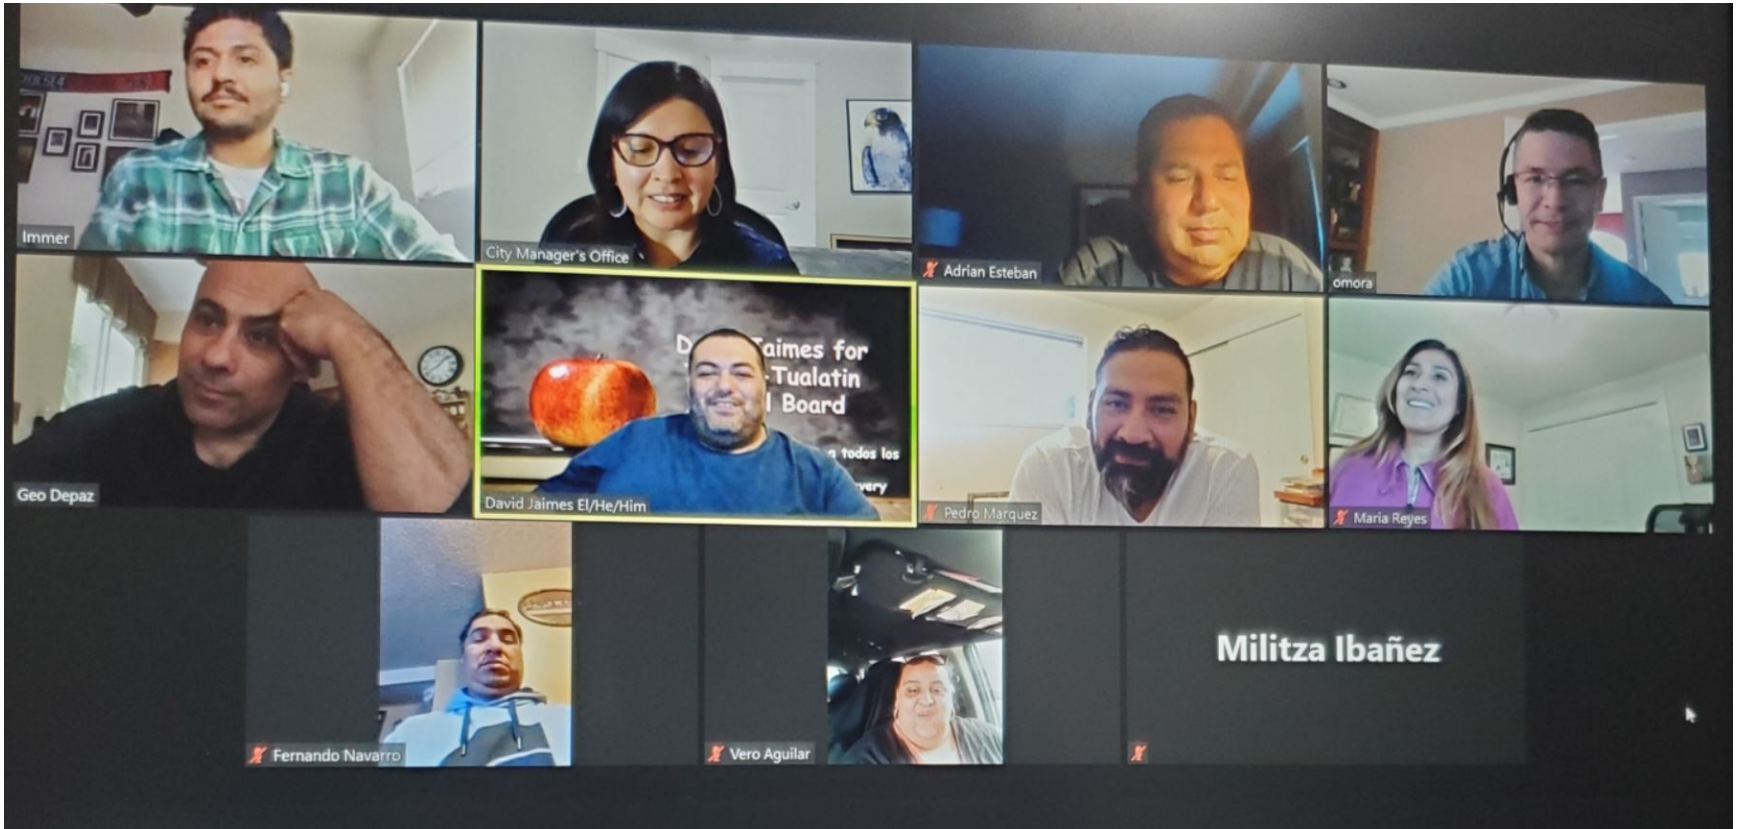 Immer
City Manager's Office
Adrian Esteban
omora
Geo Depaz
Jaimes for
Tualatin
Board
a todos los
very
David Jaimes El/He/Him
Pedro Marquez
Maria Reyes
Fernando Navarro
Vero Aguilar
Militza Ibañez